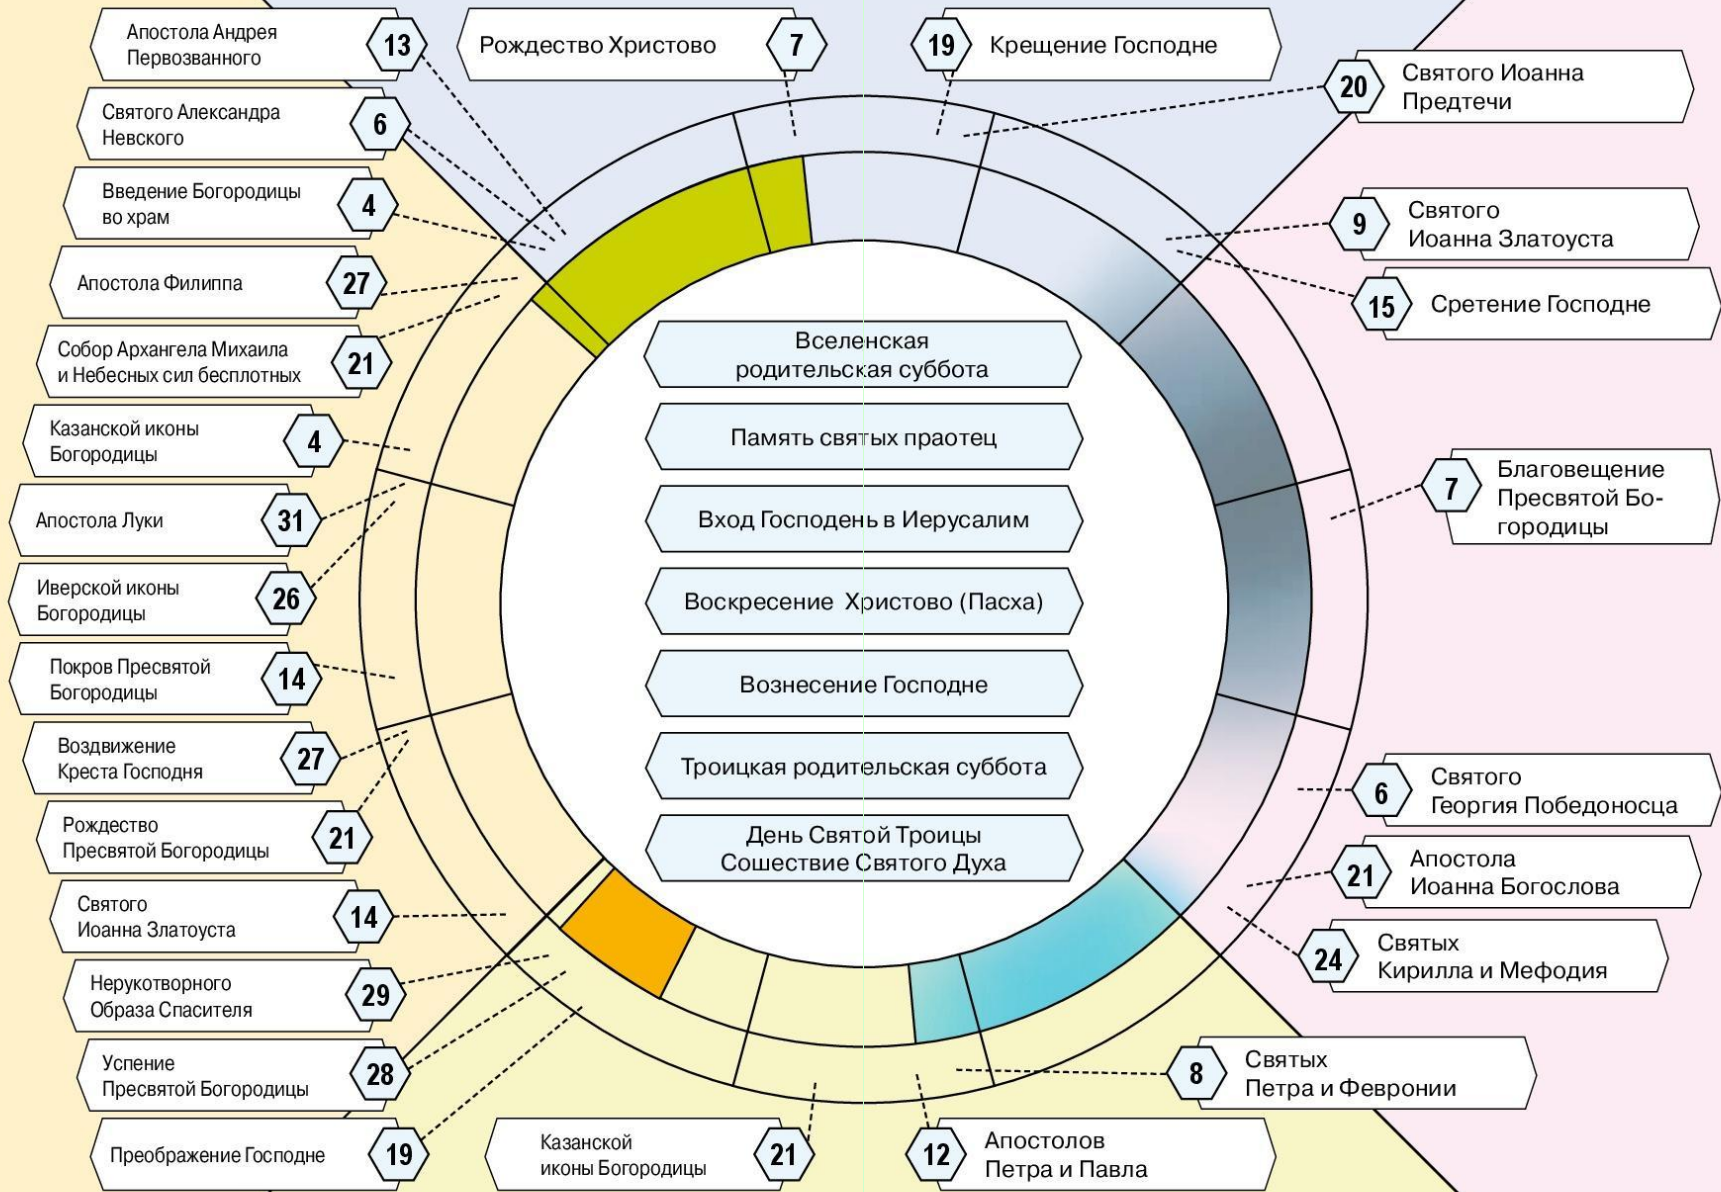 Апостола Андрея
Первозванного
13
Рождество Христово
7
19
Крещение Господне
20
Святого Иоанна
Предтечи
Святого Александра
Невского
6
Введение Богородицы
во храм
4
9
Святого
Иоанна Златоуста
Апостола Филиппа
27
15
Сретение Господне
Собор Архангела Михаила
и Небесных сил бесплотных
21
Казанской иконы
Богородицы
4
7
Благовещение
Пресвятой Бо-
городицы
Апостола Луки
31
Иверской иконы
Богородицы
26
Покров Пресвятой
Богородицы
14
Воздвижение
Креста Господня
27
6
Святого
Георгия Победоносца
Рождество
Пресвятой Богородицы
21
21
Апостола
Иоанна Богослова
Святого
Иоанна Златоуста
14
24
Святых
Кирилла и Мефодия
Нерукотворного
Образа Спасителя
29
Успение
Пресвятой Богородицы
28
8
Святых
Петра и Февронии
Преображение Господне
19
Казанской
иконы Богородицы
21
12
Апостолов
Петра и Павла
Вселенская
родительская суббота
Память святых праотец
Вход Господень в Иерусалим
Воскресение Христово (Пасха)
Вознесение Господне
Троицкая родительская суббота
День Святой Троицы
Сошествие Святого Духа